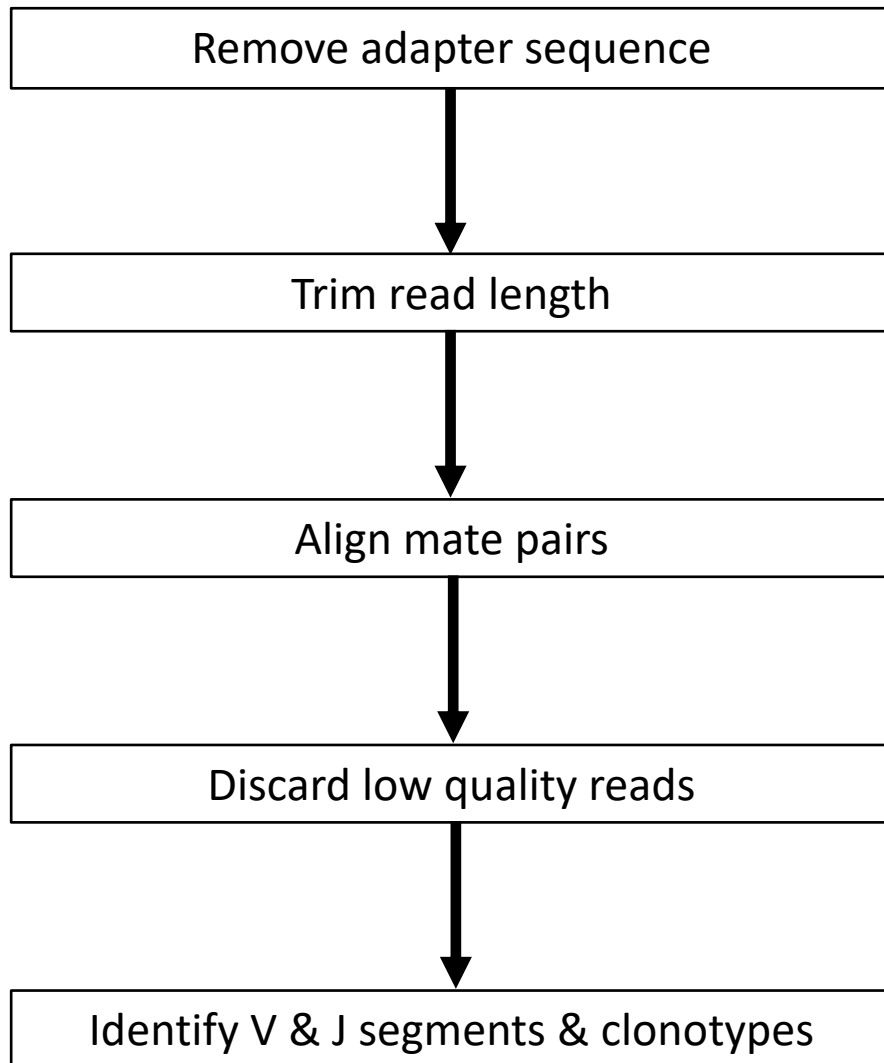 Remove adapter sequence
Trim read length
Align mate pairs
Discard low quality reads
Identify V & J segments & clonotypes